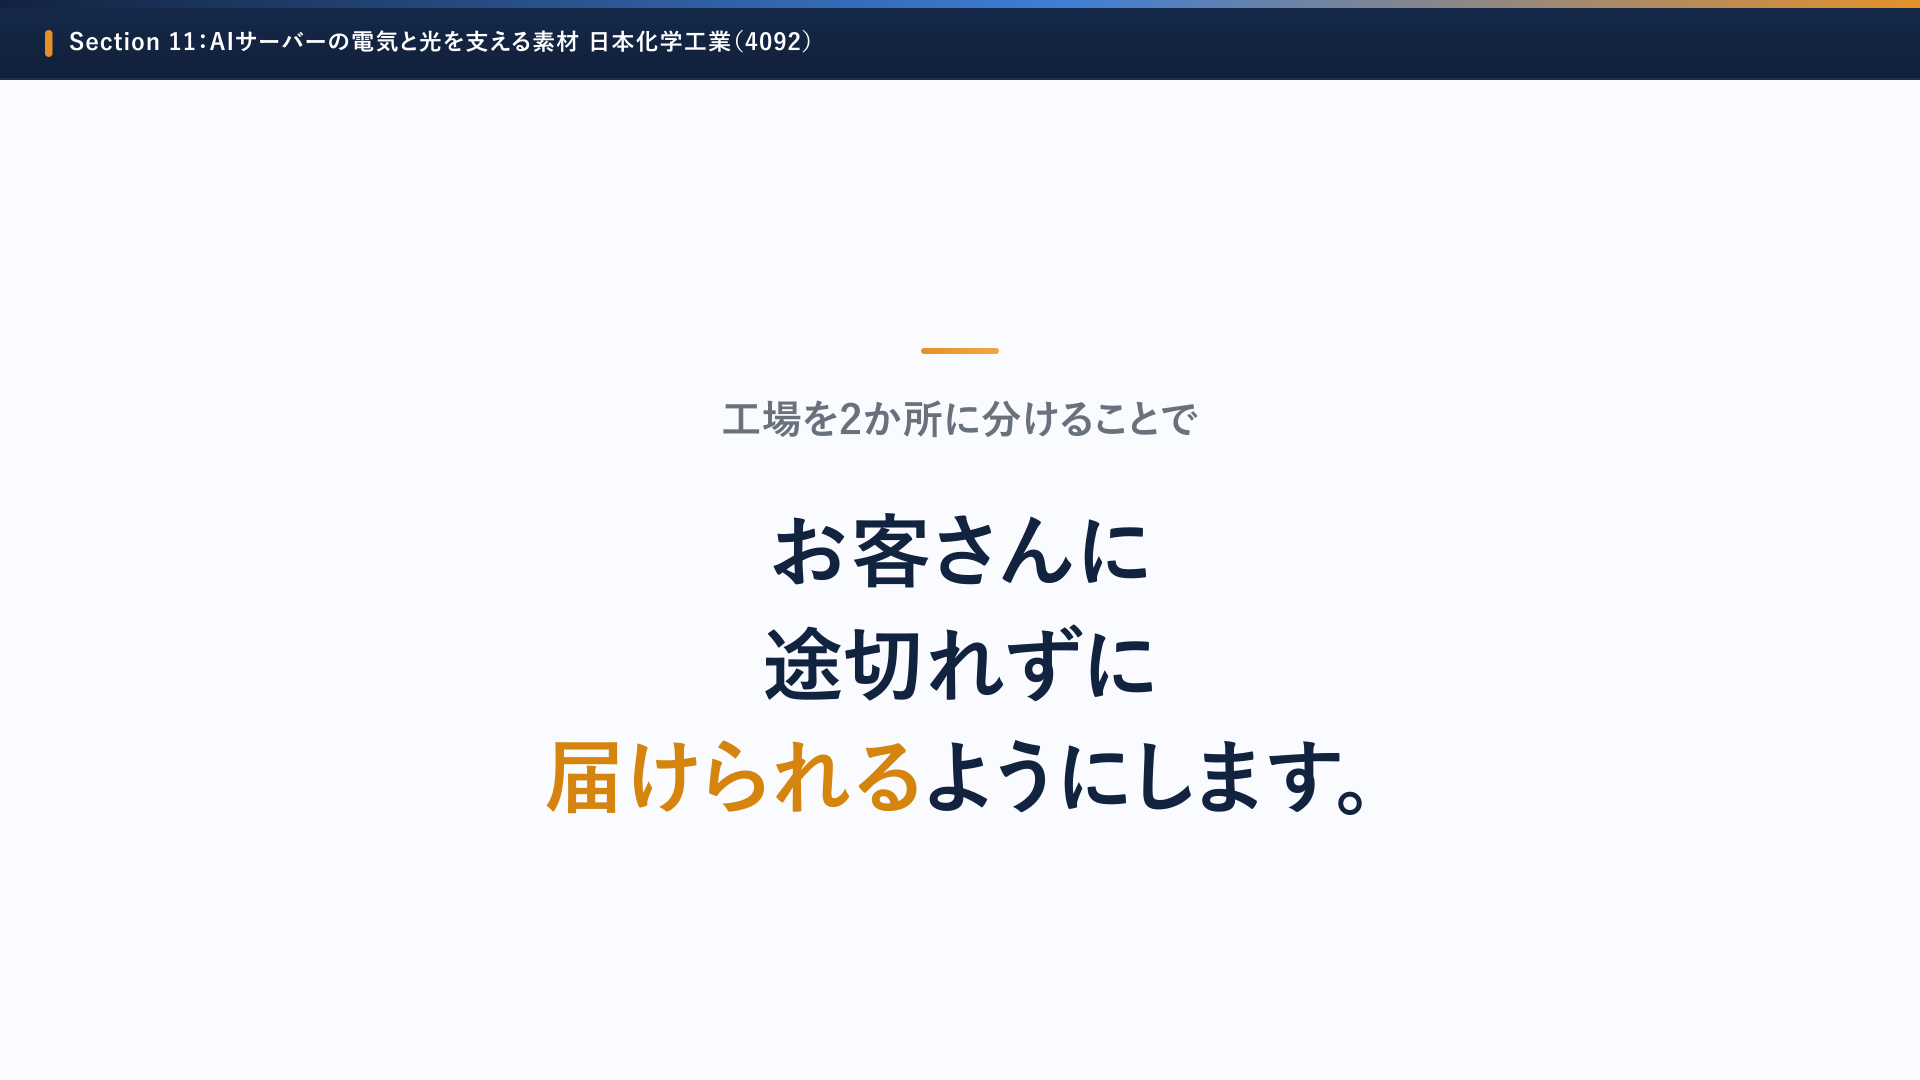 Section 11：AIサーバーの電気と光を支える素材 日本化学工業（4092）
工場を2か所に分けることで
お客さんに
途切れずに
届けられるようにします。